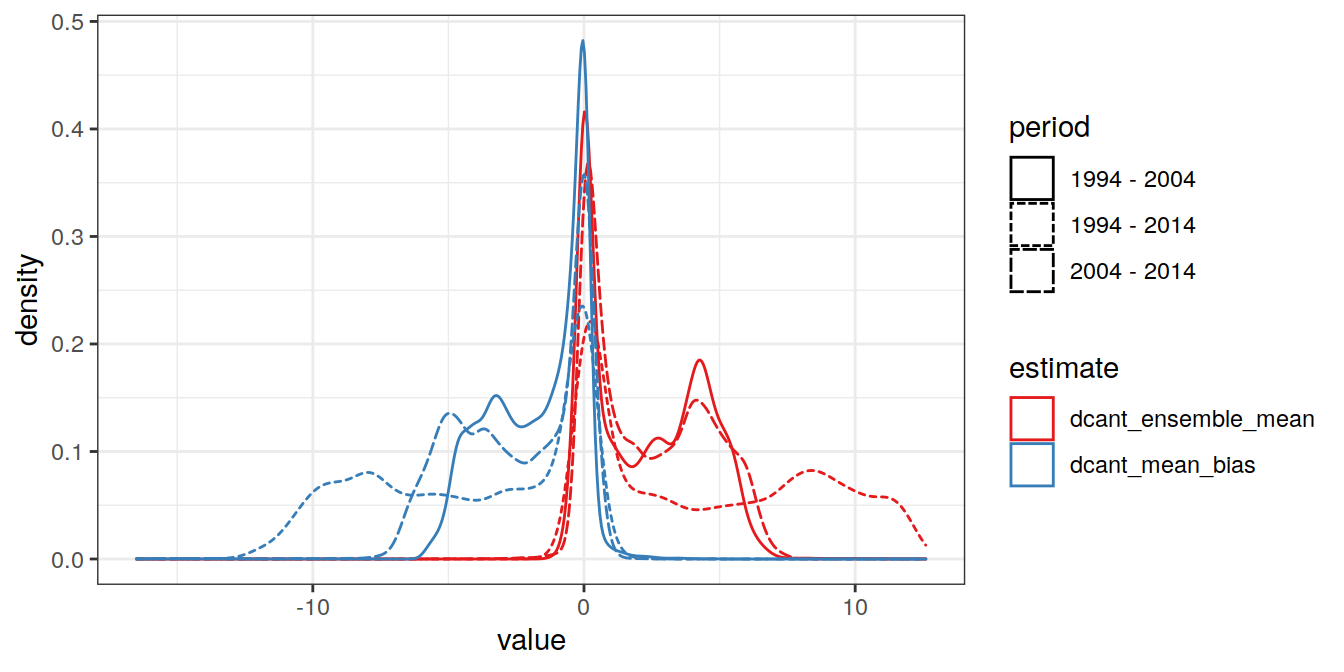 0.5
0.4
0.3
0.2
0.1
0.0
density
-10
0
10
value
period
1994 - 2004
1994 - 2014
2004 - 2014
estimate
dcant_ensemble_mean
dcant_mean_bias